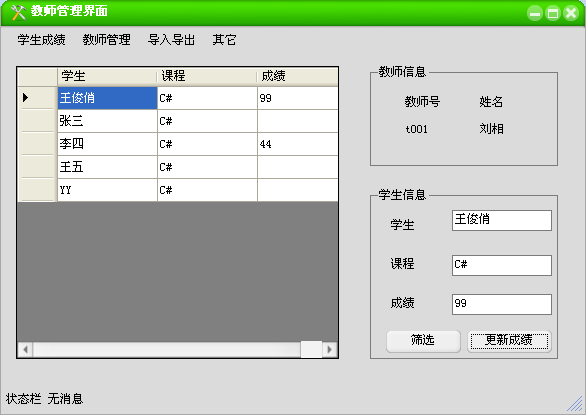 教师管理界面
学生成绩 教师管理 导入导出 其它
学生 课程 成绩
王俊俏 C# 99
张三 C#
李四 C# 44
王五 C#
YY C#
教师信息
教师号 姓名
t001 刘相
学生信息
学生 王俊俏
课程 C#
成绩 99
筛选 更新成绩
状态栏 无消息